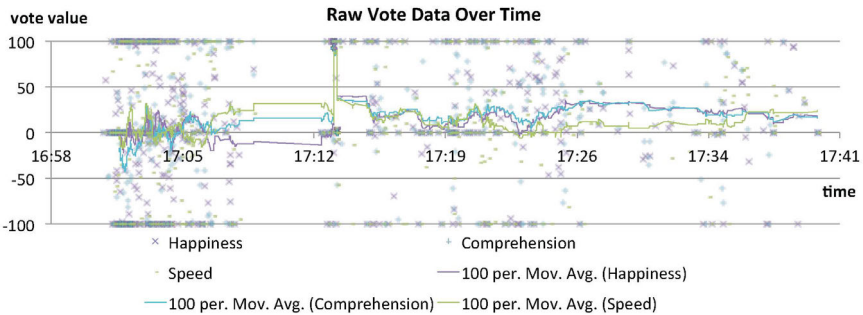 Raw Vote Data Over Time
vote value
100
50
0
-50
-100
16:58 17:05 17:12 17:19 17:26 17:34 17:41
time
Happiness Comprehension
Speed 100 per. Mov. Avg. (Happiness)
100 per. Mov. Avg. (Comprehension) 100 per. Mov. Avg. (Speed)